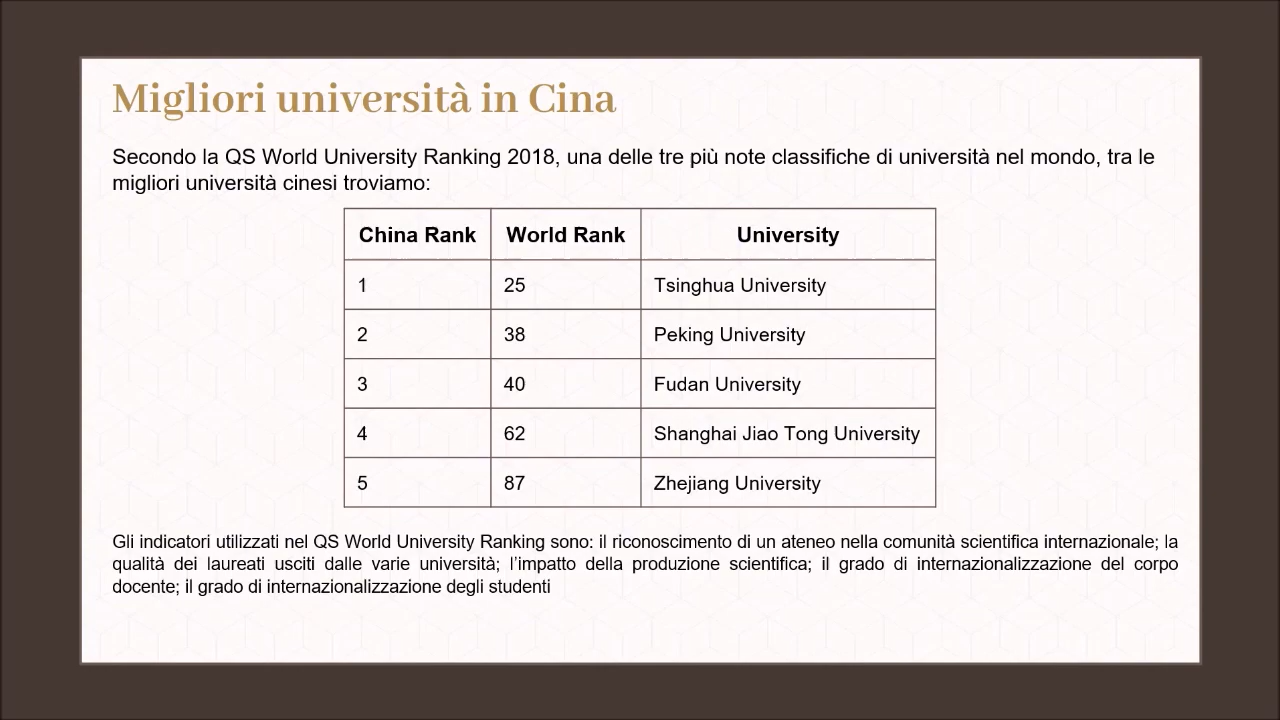 Migliori università in Cina
Secondo la QS World University Ranking 2018, una delle tre più note classifiche di università nel mondo, tra le
migliori università cinesi troviamo:
China Rank World Rank University
1 25 Tsinghua University
2 38 Peking University
3 40 Fudan University
4 62 Shanghai Jiao Tong University
5 87 Zhejiang University
Gli indicatori utilizzati nel QS World University Ranking sono: il riconoscimento di un ateneo nella comunità scientifica internazionale; la
qualità dei laureati usciti dalle varie università; l'impatto della produzione scientifica; il grado di internazionalizzazione del corpo
docente; il grado di internazionalizzazione degli studenti